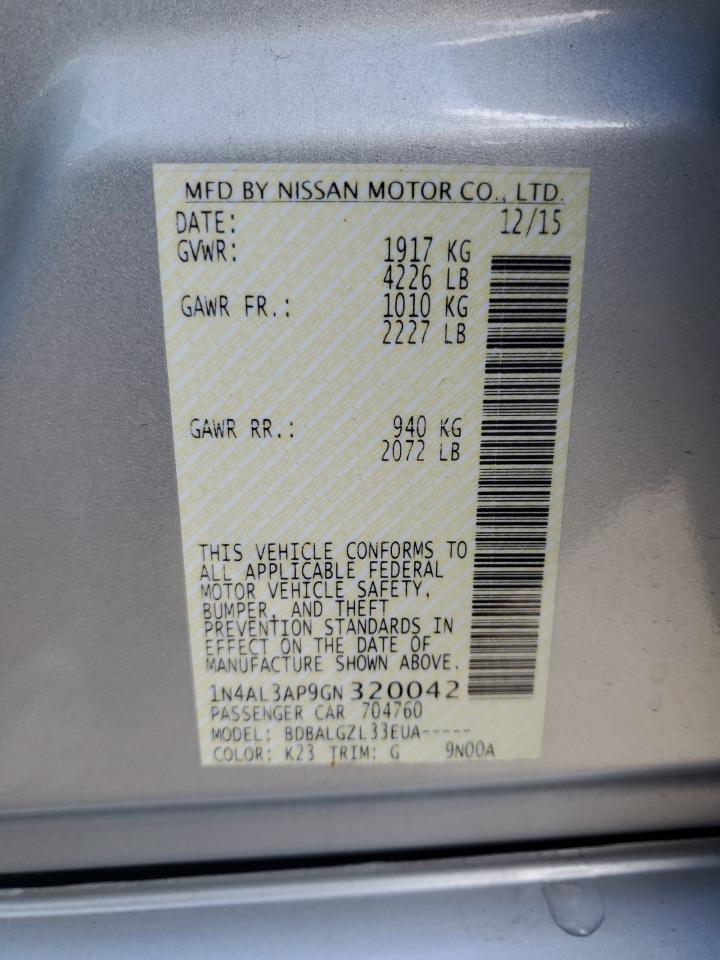 MFD BY NISSAN MOTOR CO., LTD.
DATE: 12/15
GVWR: 1917 KG
4226 LB
GAWR FR.: 1010 KG
2227 LB
GAWR RR.: 940 KG
2072 LB
THIS VEHICLE CONFORMS TO
ALL APPLICABLE FEDERAL
MOTOR VEHICLE SAFETY,
BUMPER, AND THEFT
PREVENTION STANDARDS IN
EFFECT ON THE DATE OF
MANUFACTURE SHOWN ABOVE.
1N4AL3AP9GN320042
PASSENGER CAR 704760
MODEL: BDBALGZL33EUA-----
COLOR: K23 TRIM: G 9N00A